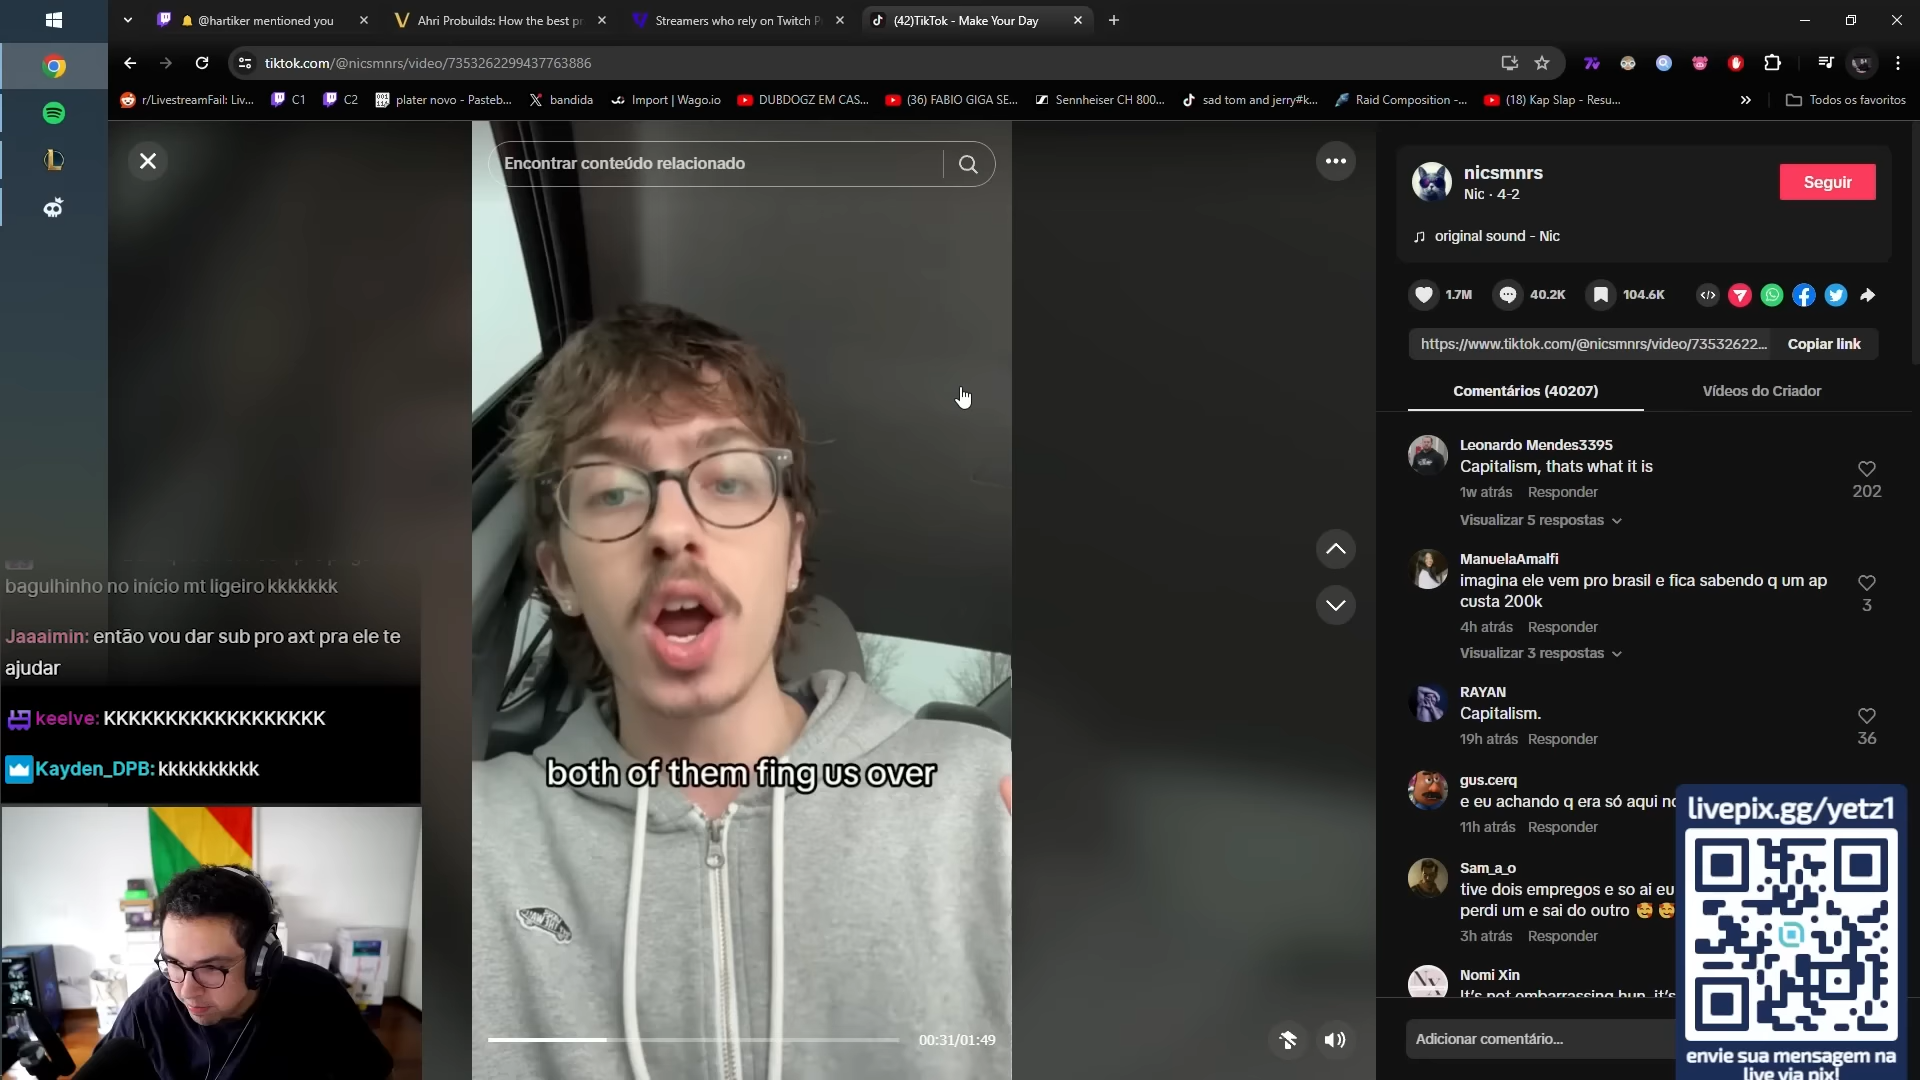 @hartiker mentioned you
Ahri Probuilds: How the best pr
Streamers who rely on Twitch P
(42)TikTok - Make Your Day
tiktok.com/@nicsmnrs/video/7353262299437763886
r/LivestreamFail: Liv...
C1
C2
plater novo - Pasteb...
bandida
Import | Wago.io
DUBDOGZ EM CAS...
(36) FABIO GIGA SE...
Sennheiser CH 800...
sad tom and jerry#k...
Raid Composition -...
(18) Kap Slap - Resu...
Todos os favoritos
Encontrar conteúdo relacionado
both of them fing us over
00:31/01:49
nicsmnrs
Nic · 4-2
Seguir
original sound - Nic
1.7M
40.2K
104.6K
https://www.tiktok.com/@nicsmnrs/video/73532622...
Copiar link
Comentários (40207)
Vídeos do Criador
Leonardo Mendes3395
Capitalism, thats what it is
1w atrás Responder
202
Visualizar 5 respostas
ManuelaAmalfi
imagina ele vem pro brasil e fica sabendo q um ap
custa 200k
3
4h atrás Responder
Visualizar 3 respostas
RAYAN
Capitalism.
19h atrás Responder
36
gus.cerq
e eu achando q era só aqui no
11h atrás Responder
Sam_a_o
tive dois empregos e so ai eu
perdi um e sai do outro
3h atrás Responder
Nomi Xin
It's not embarrassing hun, it's
Adicionar comentário...
bagulhinho no início mt ligeiro kkkkkkk
Jaaaimin: então vou dar sub pro axt pra ele te
ajudar
keelve: KKKKKKKKKKKKKKKKKK
Kayden_DPB: kkkkkkkkkk
livepix.gg/yetz1
envie sua mensagem na
live via pix!